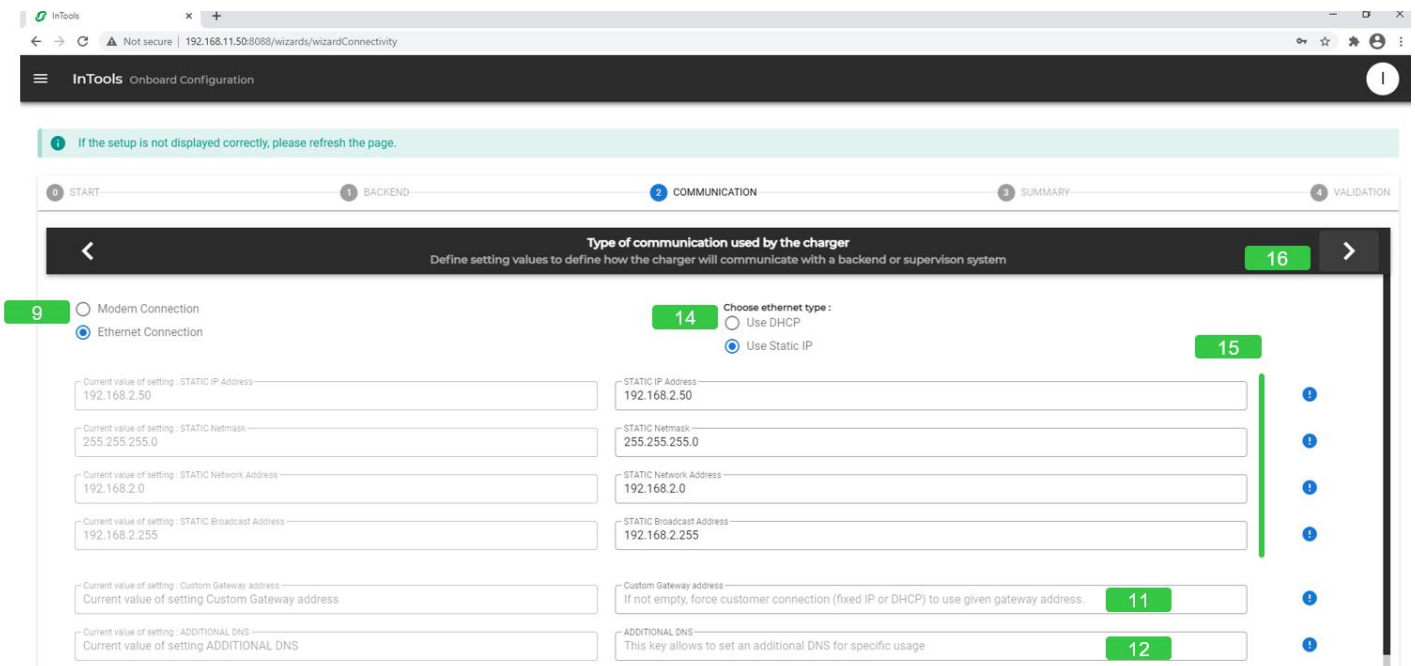 InTools
Not secure | 192.168.11.50:8088/wizards/wizardConnectivity
InTools Onboard Configuration
I
If the setup is not displayed correctly, please refresh the page.
0 START 1 BACKEND 2 COMMUNICATION 3 SUMMARY 4 VALIDATION
Type of communication used by the charger
Define setting values to define how the charger will communicate with a backend or supervison system
16
9
Modem Connection
Ethernet Connection
14
Choose ethernet type :
Use DHCP
Use Static IP
15
Current value of setting : STATIC IP Address
192.168.2.50
STATIC IP Address
192.168.2.50
Current value of setting : STATIC Netmask
255.255.255.0
STATIC Netmask
255.255.255.0
Current value of setting : STATIC Network Address
192.168.2.0
STATIC Network Address
192.168.2.0
Current value of setting : STATIC Broadcast Address
192.168.2.255
STATIC Broadcast Address
192.168.2.255
Current value of setting : Custom Gateway address
Current value of setting Custom Gateway address
Custom Gateway address
If not empty, force customer connection (fixed IP or DHCP) to use given gateway address.
11
Current value of setting : ADDITIONAL DNS
Current value of setting ADDITIONAL DNS
ADDITIONAL DNS
This key allows to set an additional DNS for specific usage
12